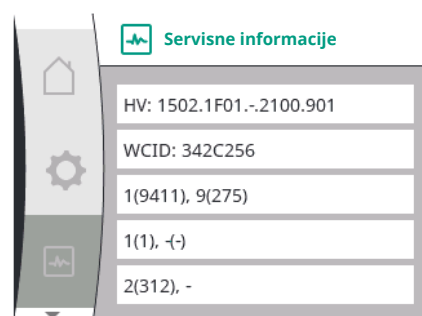 Servisne informacije
HV: 1502.1F01.-.2100.901
WCID: 342C256
1(9411), 9(275)
1(1), -(-)
2(312), -